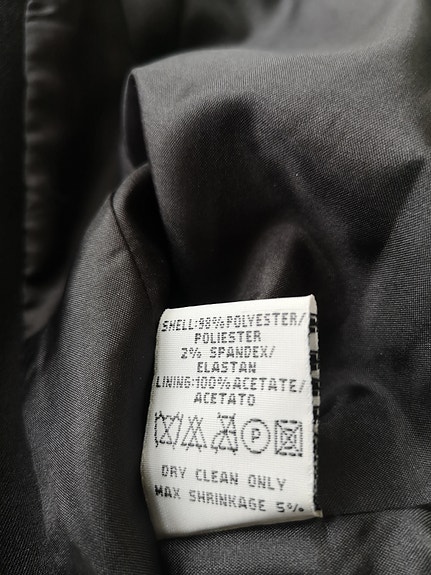 SHELL:98%POLYESTER/
POLIESTER
2% SPANDEX/
ELASTAN
LINING:100%ACETATE/
ACETATO
P
DRY CLEAN ONLY
MAX SHRINKAGE 5%